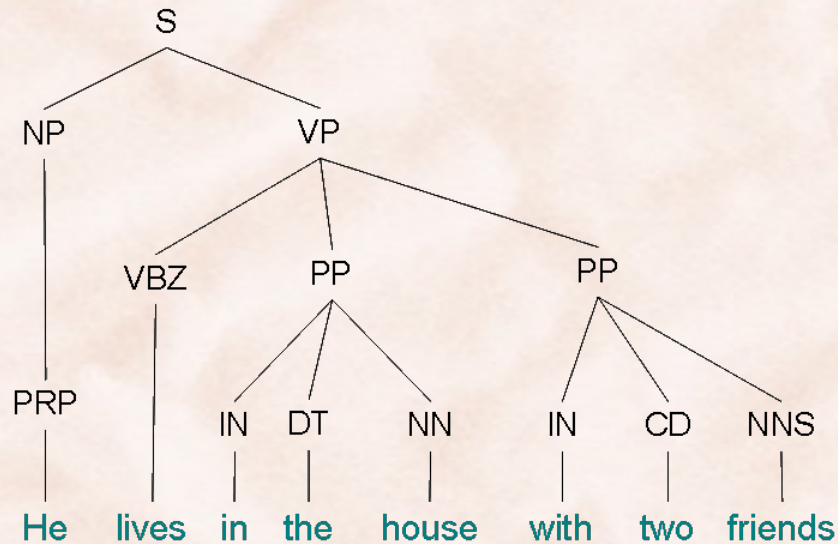 S
NP VP
VBZ PP PP
PRP IN DT NN IN CD NNS
He lives in the house with two friends